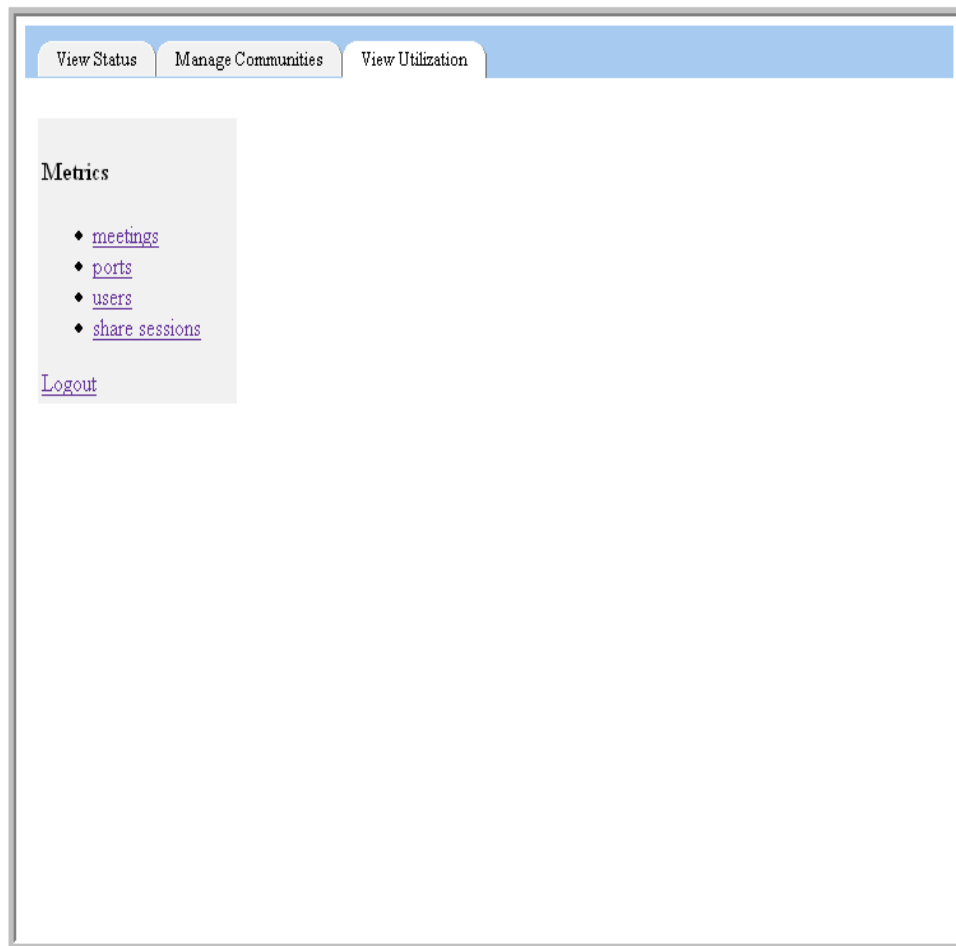 View Status Manage Communities View Utilization
Metrics
meetings
ports
users
share sessions
Logout